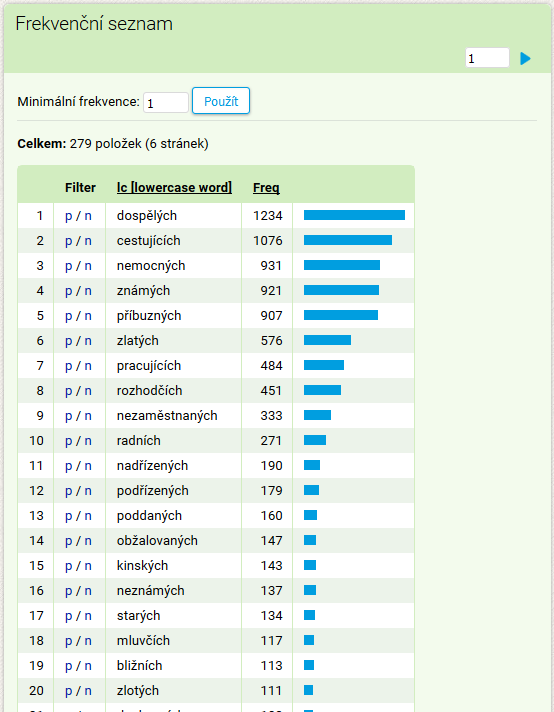 Frekvenční seznam
1
Minimální frekvence: 1 Použít
Celkem: 279 položek (6 stránek)
Filter lc [lowercase word] Freq
1 p / n dospělých 1234
2 p / n cestujících 1076
3 p / n nemocných 931
4 p / n známých 921
5 p / n příbuzných 907
6 p / n zlatých 576
7 p / n pracujících 484
8 p / n rozhodčích 451
9 p / n nezaměstnaných 333
10 p / n radních 271
11 p / n nadřízených 190
12 p / n podřízených 179
13 p / n poddaných 160
14 p / n obžalovaných 147
15 p / n kinských 143
16 p / n neznámých 137
17 p / n starých 134
18 p / n mluvčích 117
19 p / n bližních 113
20 p / n zlotých 111